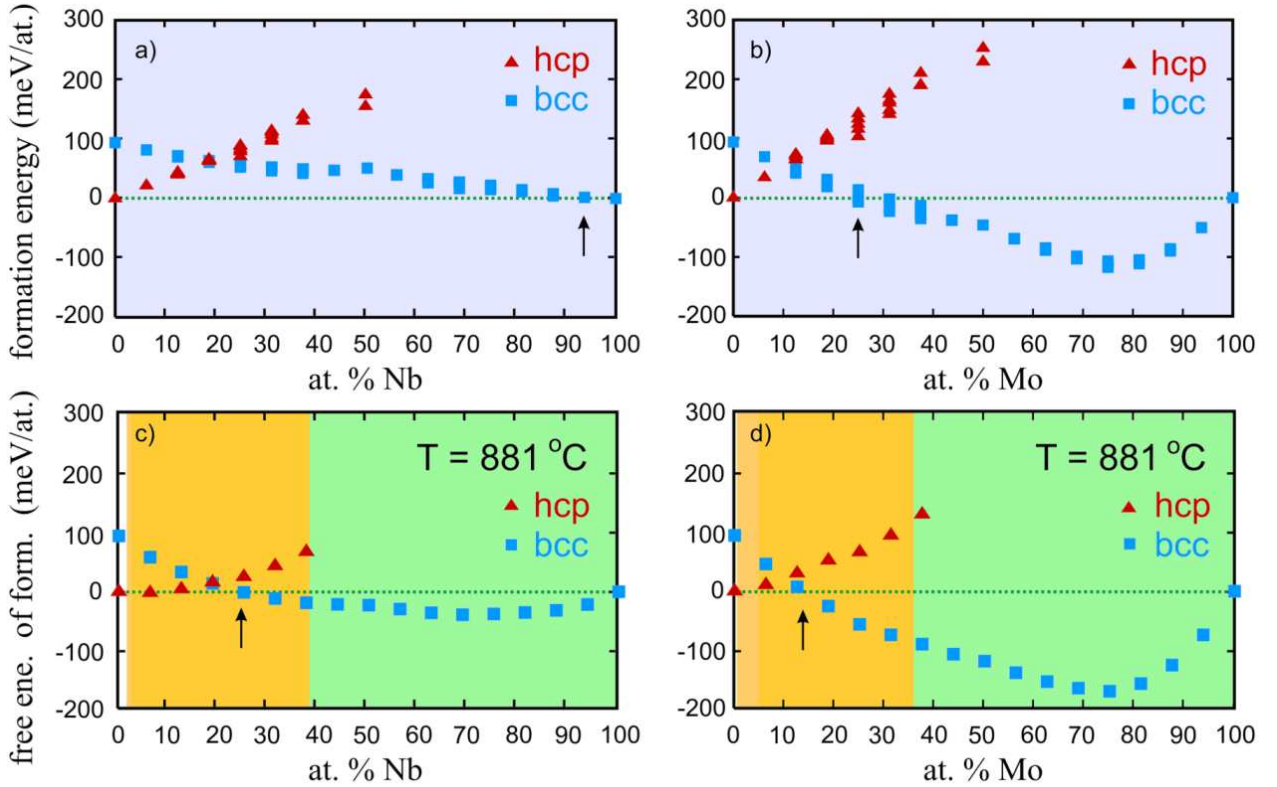 formation energy (meV/at.)
300
200
100
0
-100
-200
a)
hcp
bcc
0 10 20 30 40 50 60 70 80 90 100
at. % Nb
300
200
100
0
-100
-200
b)
hcp
bcc
0 10 20 30 40 50 60 70 80 90 100
at. % Mo
free ene. of form. (meV/at.)
300
200
100
0
-100
-200
c)
T = 881 °C
hcp
bcc
0 10 20 30 40 50 60 70 80 90 100
at. % Nb
300
200
100
0
-100
-200
d)
T = 881 °C
hcp
bcc
0 10 20 30 40 50 60 70 80 90 100
at. % Mo